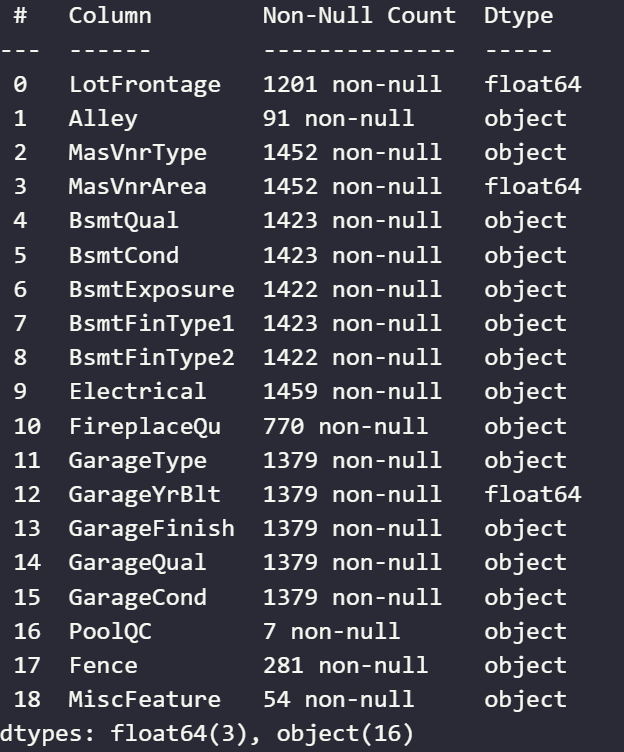 #   Column        Non-Null Count  Dtype
---  ------        --------------  -----
0   LotFrontage   1201 non-null   float64
1   Alley         91 non-null     object
2   MasVnrType    1452 non-null   object
3   MasVnrArea    1452 non-null   float64
4   BsmtQual      1423 non-null   object
5   BsmtCond      1423 non-null   object
6   BsmtExposure  1422 non-null   object
7   BsmtFinType1  1423 non-null   object
8   BsmtFinType2  1422 non-null   object
9   Electrical    1459 non-null   object
10  FireplaceQu   770 non-null    object
11  GarageType    1379 non-null   object
12  GarageYrBlt   1379 non-null   float64
13  GarageFinish  1379 non-null   object
14  GarageQual    1379 non-null   object
15  GarageCond    1379 non-null   object
16  PoolQC        7 non-null      object
17  Fence         281 non-null    object
18  MiscFeature   54 non-null     object
dtypes: float64(3), object(16)